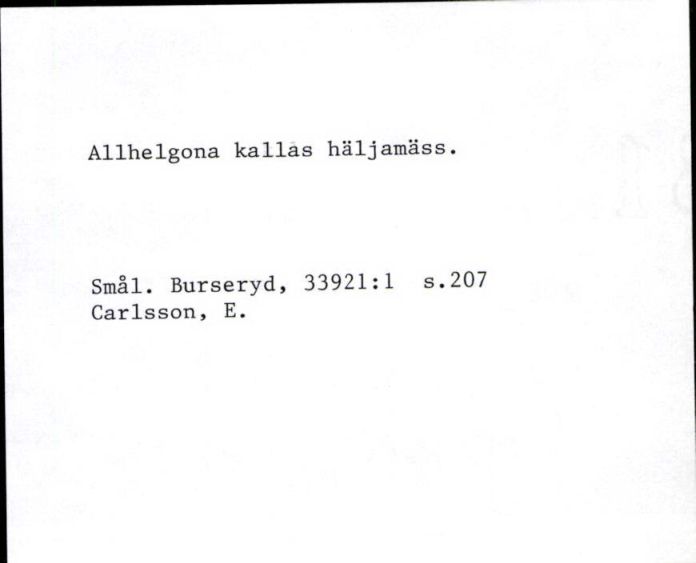 Allhelgona kallas häljamäss.
Smål. Burseryd, 33921:1 s.207
Carlsson, E.